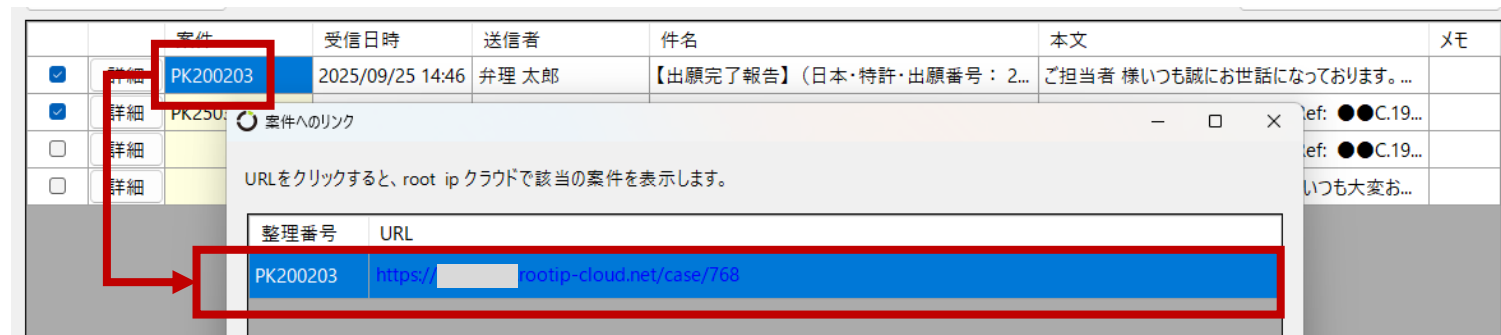 案件 受信日時 送信者 件名 本文 メモ
詳細 PK200203 2025/09/25 14:46 弁理 太郎 【出願完了報告】（日本・特許・出願番号： 2... ご担当者 様いつも誠にお世話になっております。...
詳細 PK250 ef: ●●C.19...
詳細 ef: ●●C.19...
詳細 いつも大変お...
案件へのリンク
URLをクリックすると、root ip クラウドで該当の案件を表示します。
整理番号 URL
PK200203 https:// rootip-cloud.net/case/768